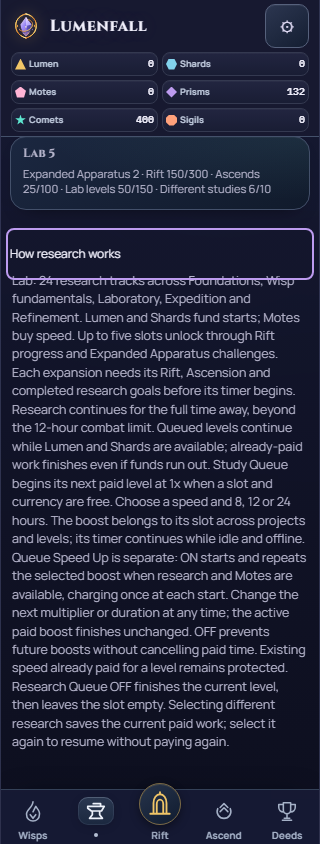 LUMENFALL
Lumen 0
Shards 0
Motes 0
Prisms 132
Comets 400
Sigils 0
LAB 5
Expanded Apparatus 2 · Rift 150/300 · Ascends
25/100 · Lab levels 50/150 · Different studies 6/10
How research works
Lab: 24 research tracks across Foundations, Wisp
fundamentals, Laboratory, Expedition and
Refinement. Lumen and Shards fund starts; Motes
buy speed. Up to five slots unlock through Rift
progress and Expanded Apparatus challenges.
Each expansion needs its Rift, Ascension and
completed research goals before its timer begins.
Research continues for the full time away, beyond
the 12-hour combat limit. Queued levels continue
while Lumen and Shards are available; already-paid
work finishes even if funds run out. Study Queue
begins its next paid level at 1x when a slot and
currency are free. Choose a speed and 8, 12 or 24
hours. The boost belongs to its slot across projects
and levels; its timer continues while idle and offline.
Queue Speed Up is separate: ON starts and repeats
the selected boost when research and Motes are
available, charging once at each start. Change the
next multiplier or duration at any time; the active
paid boost finishes unchanged. OFF prevents
future boosts without cancelling paid time. Existing
speed already paid for a level remains protected.
Research Queue OFF finishes the current level,
then leaves the slot empty. Selecting different
research saves the current paid work; select it
again to resume without paying again.
Wisps
Rift
Ascend
Deeds